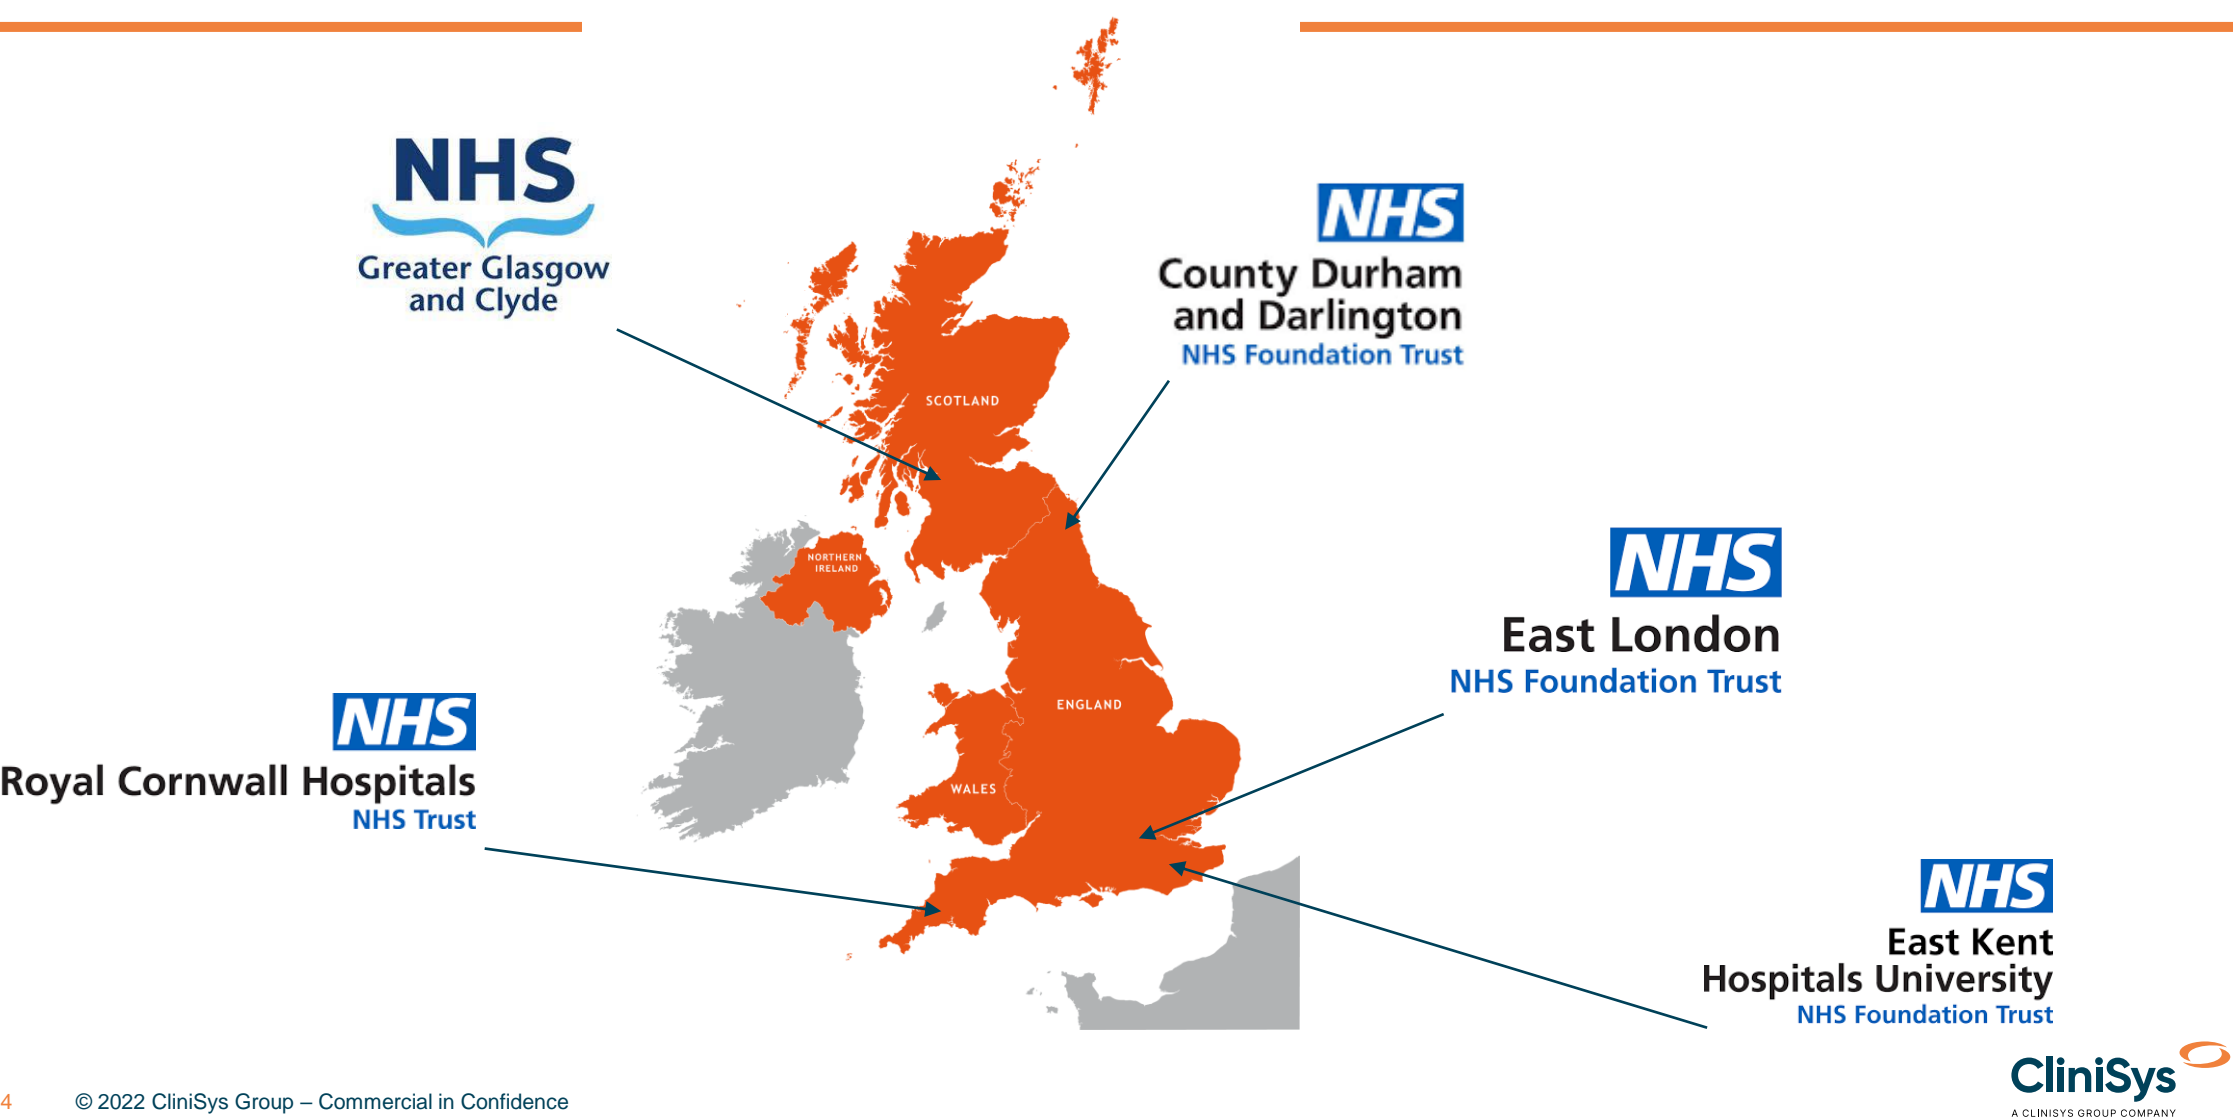 NHS
Greater Glasgow
and Clyde
NHS
County Durham
and Darlington
NHS Foundation Trust
SCOTLAND
NORTHERN
IRELAND
ENGLAND
WALES
NHS
East London
NHS Foundation Trust
NHS
Royal Cornwall Hospitals
NHS Trust
NHS
East Kent
Hospitals University
NHS Foundation Trust
CliniSys
A CLINISYS GROUP COMPANY
4 © 2022 CliniSys Group – Commercial in Confidence